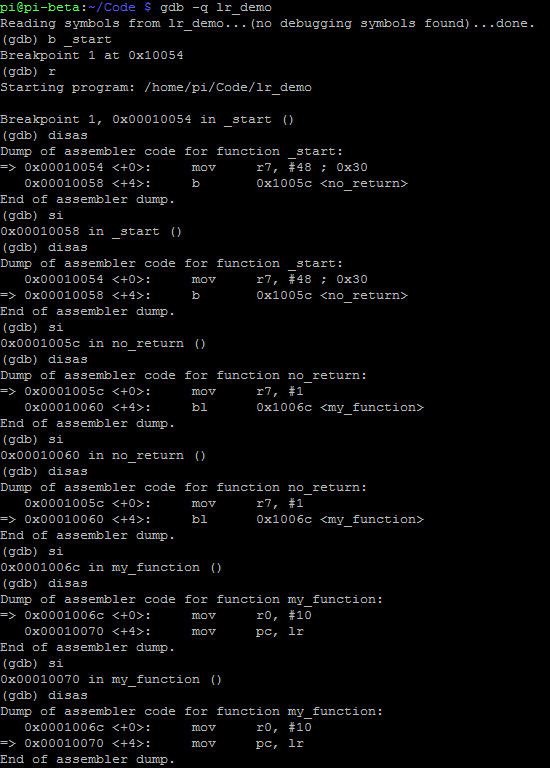 pi@pi-beta:~/Code $ gdb -q lr_demo
Reading symbols from lr_demo...(no debugging symbols found)...done.
(gdb) b _start
Breakpoint 1 at 0x10054
(gdb) r
Starting program: /home/pi/Code/lr_demo

Breakpoint 1, 0x00010054 in _start ()
(gdb) disas
Dump of assembler code for function _start:
=> 0x00010054 <+0>:     mov     r7, #48 ; 0x30
   0x00010058 <+4>:     b       0x1005c <no_return>
End of assembler dump.
(gdb) si
0x00010058 in _start ()
(gdb) disas
Dump of assembler code for function _start:
   0x00010054 <+0>:     mov     r7, #48 ; 0x30
=> 0x00010058 <+4>:     b       0x1005c <no_return>
End of assembler dump.
(gdb) si
0x0001005c in no_return ()
(gdb) disas
Dump of assembler code for function no_return:
=> 0x0001005c <+0>:     mov     r7, #1
   0x00010060 <+4>:     bl      0x1006c <my_function>
End of assembler dump.
(gdb) si
0x00010060 in no_return ()
(gdb) disas
Dump of assembler code for function no_return:
   0x0001005c <+0>:     mov     r7, #1
=> 0x00010060 <+4>:     bl      0x1006c <my_function>
End of assembler dump.
(gdb) si
0x0001006c in my_function ()
(gdb) disas
Dump of assembler code for function my_function:
=> 0x0001006c <+0>:     mov     r0, #10
   0x00010070 <+4>:     mov     pc, lr
End of assembler dump.
(gdb) si
0x00010070 in my_function ()
(gdb) disas
Dump of assembler code for function my_function:
   0x0001006c <+0>:     mov     r0, #10
=> 0x00010070 <+4>:     mov     pc, lr
End of assembler dump.